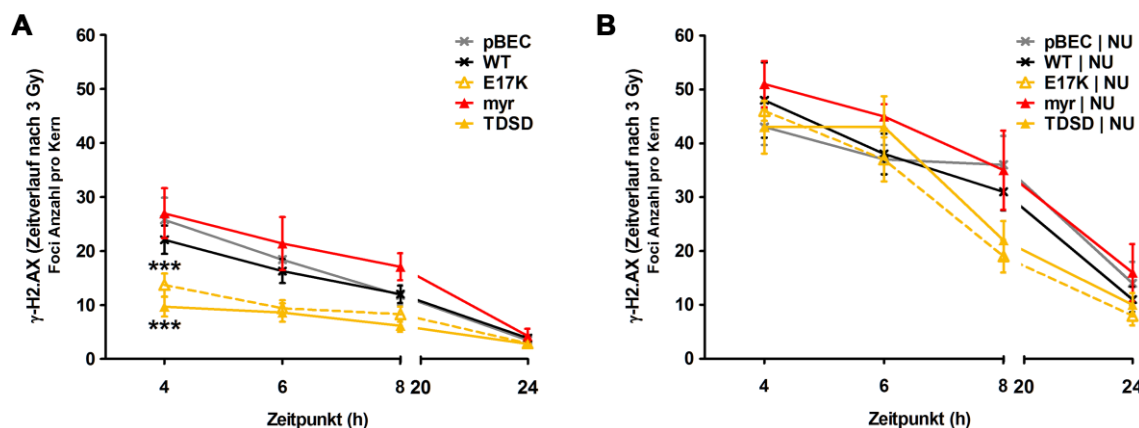 A
γ-H2.AX (Zeitverlauf nach 3 Gy)
Foci Anzahl pro Kern
60
50
40
30
20
10
0
pBEC
WT
E17K
myr
TDSD
***
***
4
6
8
20
24
Zeitpunkt (h)
B
γ-H2.AX (Zeitverlauf nach 3 Gy)
Foci Anzahl pro Kern
60
50
40
30
20
10
0
pBEC | NU
WT | NU
E17K | NU
myr | NU
TDSD | NU
4
6
8
20
24
Zeitpunkt (h)